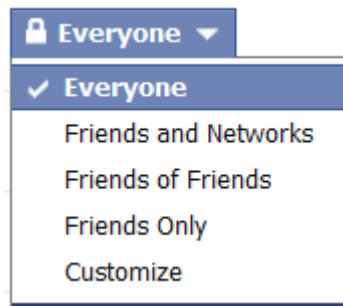 Everyone
Everyone
Friends and Networks
Friends of Friends
Friends Only
Customize